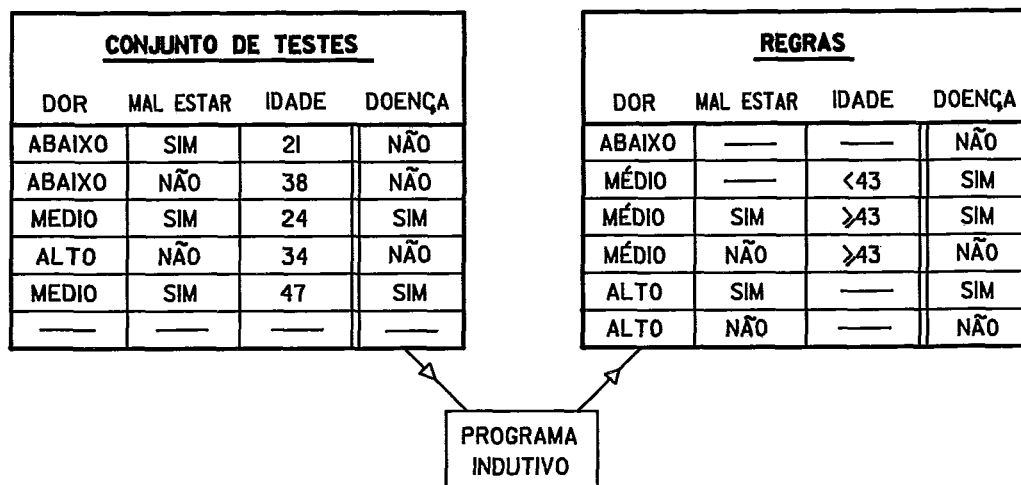 CONJUNTO DE TESTES
DOR MAL ESTAR IDADE DOENÇA
ABAIXO SIM 21 NÃO
ABAIXO NÃO 38 NÃO
MEDIO SIM 24 SIM
ALTO NÃO 34 NÃO
MEDIO SIM 47 SIM
— — — —
REGRAS
DOR MAL ESTAR IDADE DOENÇA
ABAIXO — — NÃO
MÉDIO — <43 SIM
MÉDIO SIM ⩾43 SIM
MÉDIO NÃO ⩾43 NÃO
ALTO SIM — SIM
ALTO NÃO — NÃO
PROGRAMA
INDUTIVO